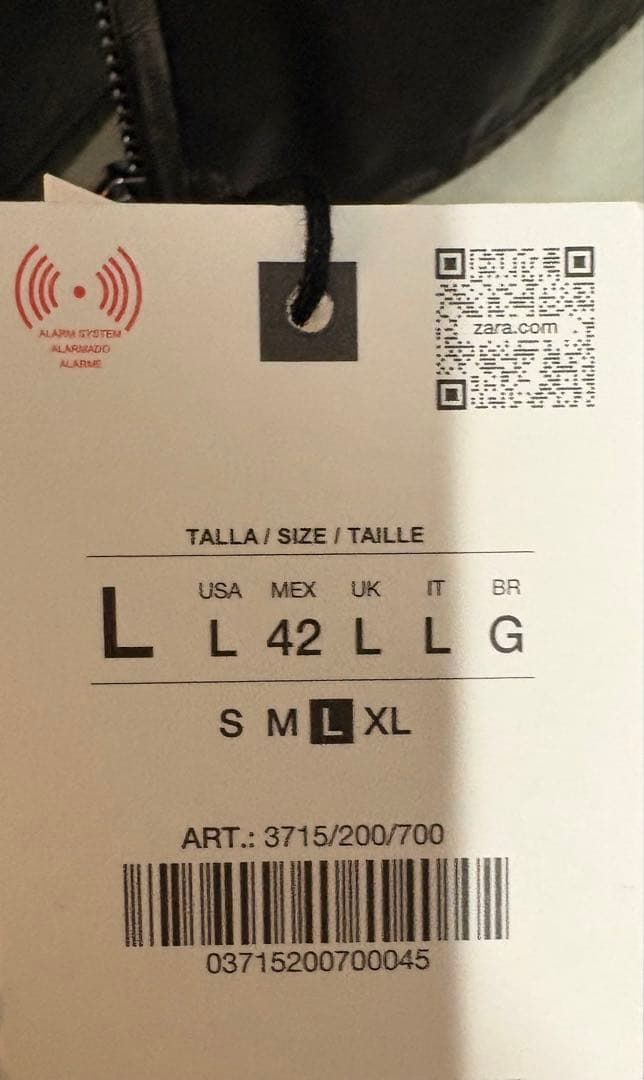 ALARM SYSTEM
ALARMADO
ALARME
zara.com
TALLA / SIZE / TAILLE
USA MEX UK IT BR
L L 42 L L G
S M L XL
ART.: 3715/200/700
03715200700045